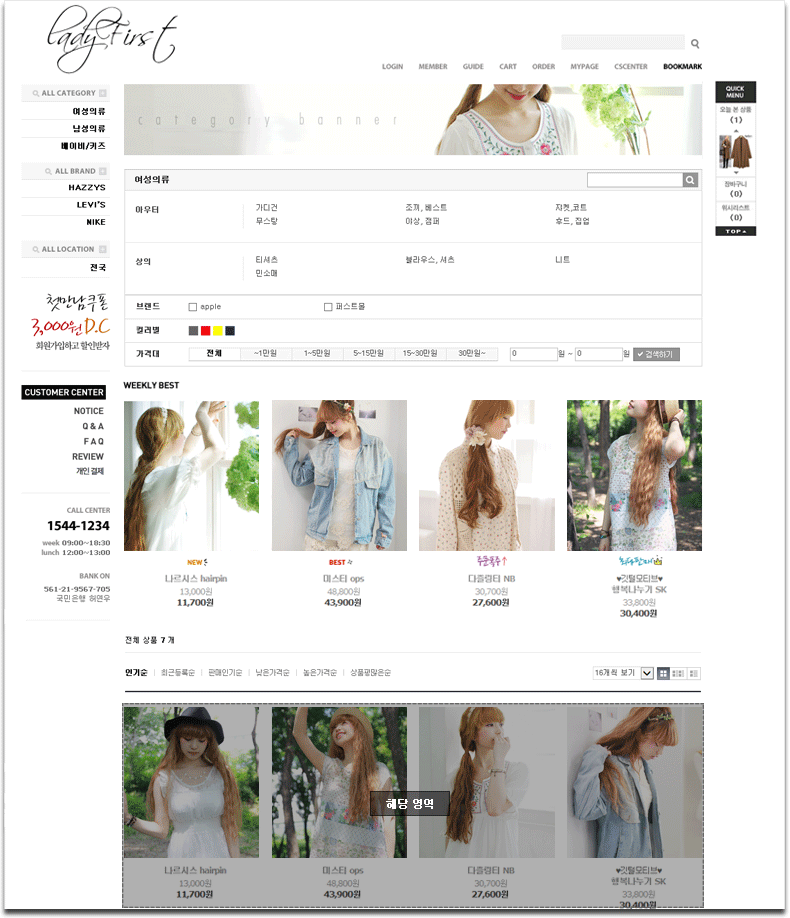 lady First
LOGIN MEMBER GUIDE CART ORDER MYPAGE CSCENTER BOOKMARK
ALL CATEGORY
여성의류
남성의류
베이비/키즈
ALL BRAND
HAZZYS
LEVI'S
NIKE
ALL LOCATION
전국
첫만남쿠폰
3,000원 D.C
회원가입하고 할인받자
CUSTOMER CENTER
NOTICE
Q & A
F A Q
REVIEW
개인 결제
CALL CENTER
1544-1234
week 09:00~18:30
lunch 12:00~13:00
BANK ON
561-21-9567-705
국민은행 허연우
category banner
여성의류
아우터 가디건 조끼, 베스트 자켓,코트
무스탕 야상, 점퍼 후드, 집업
상의 티셔츠 블라우스, 셔츠 니트
민소매
브랜드 apple 퍼스트몰
컬러별
가격대 전체 ~1만원 1~5만원 5~15만원 15~30만원 30만원~ 0 원 ~ 0 원 검색하기
WEEKLY BEST
NEW BEST 주문폭주
나르시스 hairpin 미스티 ops 다즐링티 NB ♥깃털모티브♥
행복나누기 SK
13,000원 48,800원 30,700원 33,800원
11,700원 43,900원 27,600원 30,400원
전체 상품 7 개
인기순 최근등록순 판매인기순 낮은가격순 높은가격순 상품평많은순 16개씩 보기
해당 영역
나르시스 hairpin 미스티 ops 다즐링티 NB ♥깃털모티브♥
행복나누기 SK
13,000원 48,800원 30,700원 33,800원
11,700원 43,900원 27,600원 30,400원
QUICK
MENU
오늘 본 상품
(1)
장바구니
(0)
위시리스트
(0)
TOP